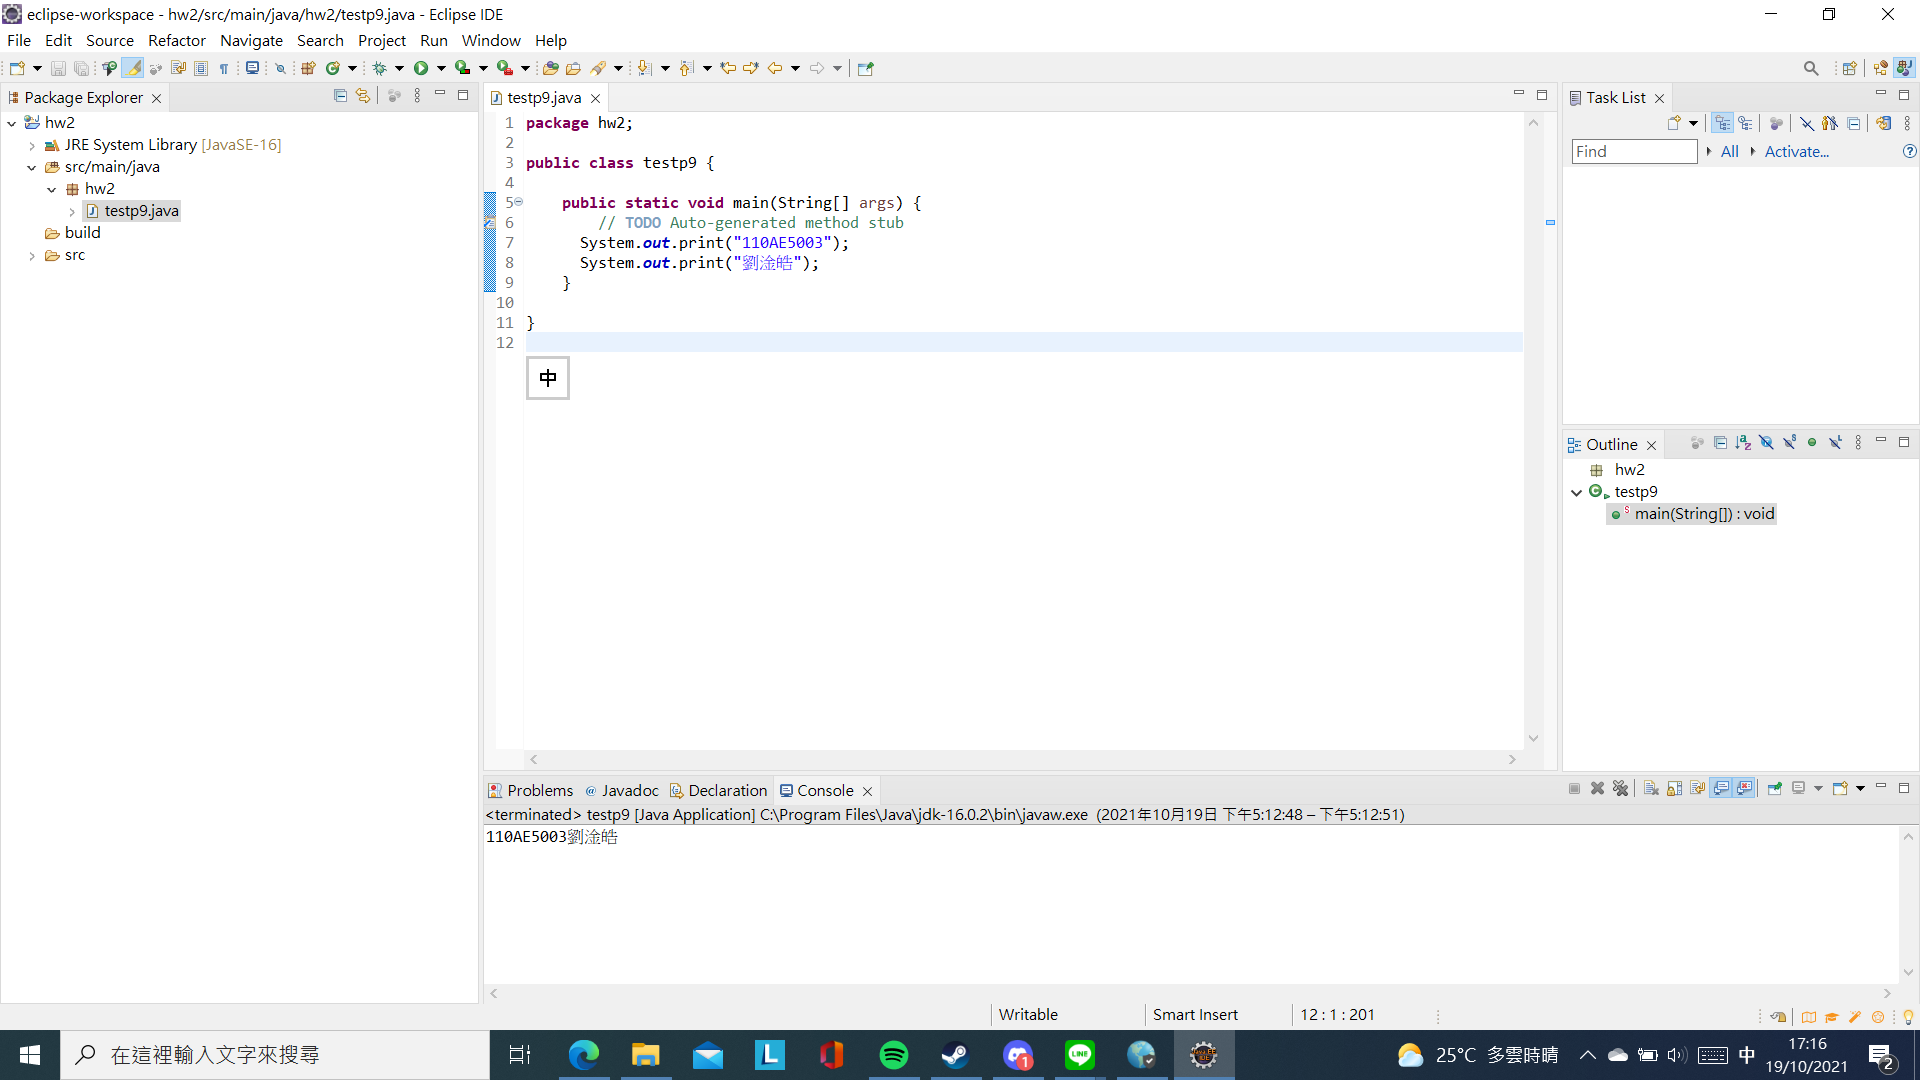 eclipse-workspace - hw2/src/main/java/hw2/testp9.java - Eclipse IDE
File Edit Source Refactor Navigate Search Project Run Window Help
Package Explorer
hw2
JRE System Library [JavaSE-16]
src/main/java
hw2
testp9.java
build
src
testp9.java
1 package hw2;
2
3 public class testp9 {
4
5 public static void main(String[] args) {
6 // TODO Auto-generated method stub
7 System.out.print("110AE5003");
8 System.out.print("劉淦皓");
9 }
10
11 }
12
中
Task List
Find
All
Activate...
Outline
hw2
testp9
main(String[]) : void
Problems
Javadoc
Declaration
Console
<terminated> testp9 [Java Application] C:\Program Files\Java\jdk-16.0.2\bin\javaw.exe (2021年10月19日 下午5:12:48 – 下午5:12:51)
110AE5003劉淦皓
Writable
Smart Insert
12 : 1 : 201
在這裡輸入文字來搜尋
25°C 多雲時晴
中
17:16
19/10/2021
2